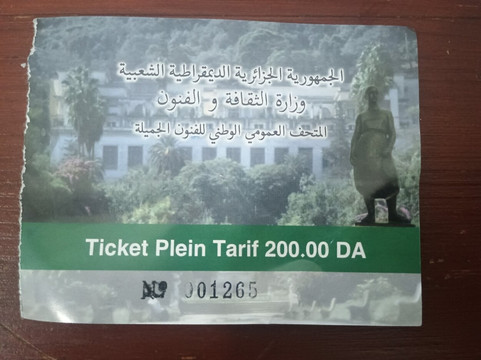 الجمهورية الجزائرية الديمقراطية الشعبية
وزارة الثقافة و الفنون
المتحف العمومي الوطني للفنون الجميلة
Ticket Plein Tarif 200.00 DA
Nº 001265